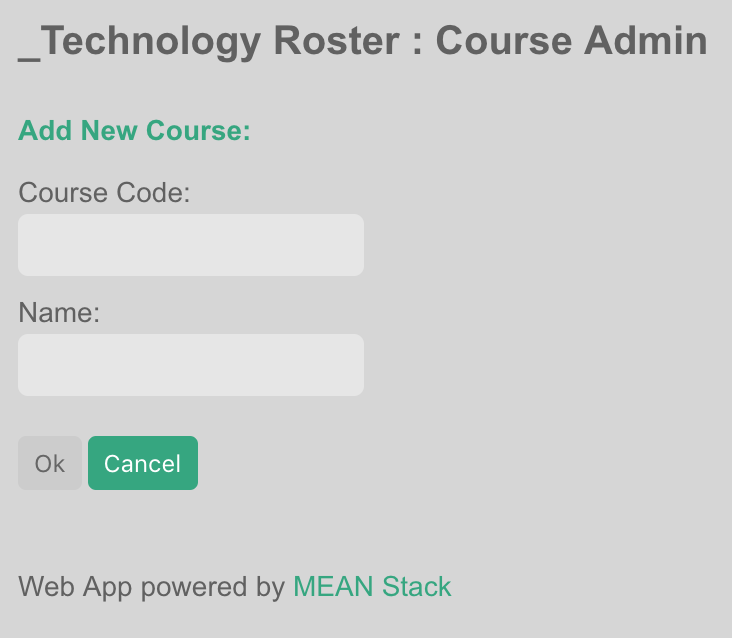 _Technology Roster : Course Admin
Add New Course:
Course Code:
Name:
Ok Cancel
Web App powered by MEAN Stack